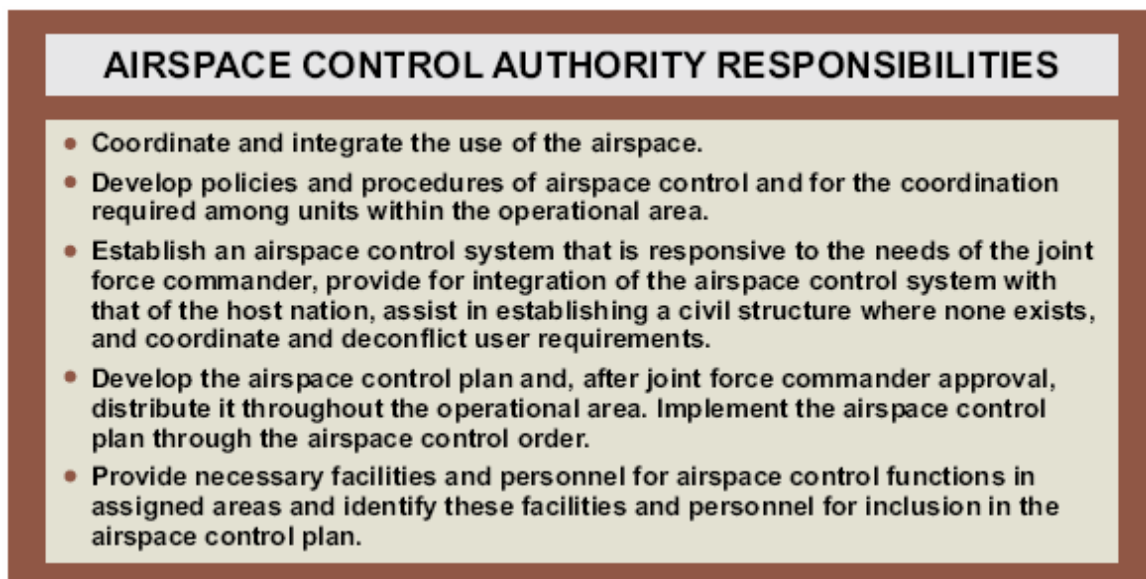 AIRSPACE CONTROL AUTHORITY RESPONSIBILITIES
• Coordinate and integrate the use of the airspace.
• Develop policies and procedures of airspace control and for the coordination
required among units within the operational area.
• Establish an airspace control system that is responsive to the needs of the joint
force commander, provide for integration of the airspace control system with
that of the host nation, assist in establishing a civil structure where none exists,
and coordinate and deconflict user requirements.
• Develop the airspace control plan and, after joint force commander approval,
distribute it throughout the operational area. Implement the airspace control
plan through the airspace control order.
• Provide necessary facilities and personnel for airspace control functions in
assigned areas and identify these facilities and personnel for inclusion in the
airspace control plan.